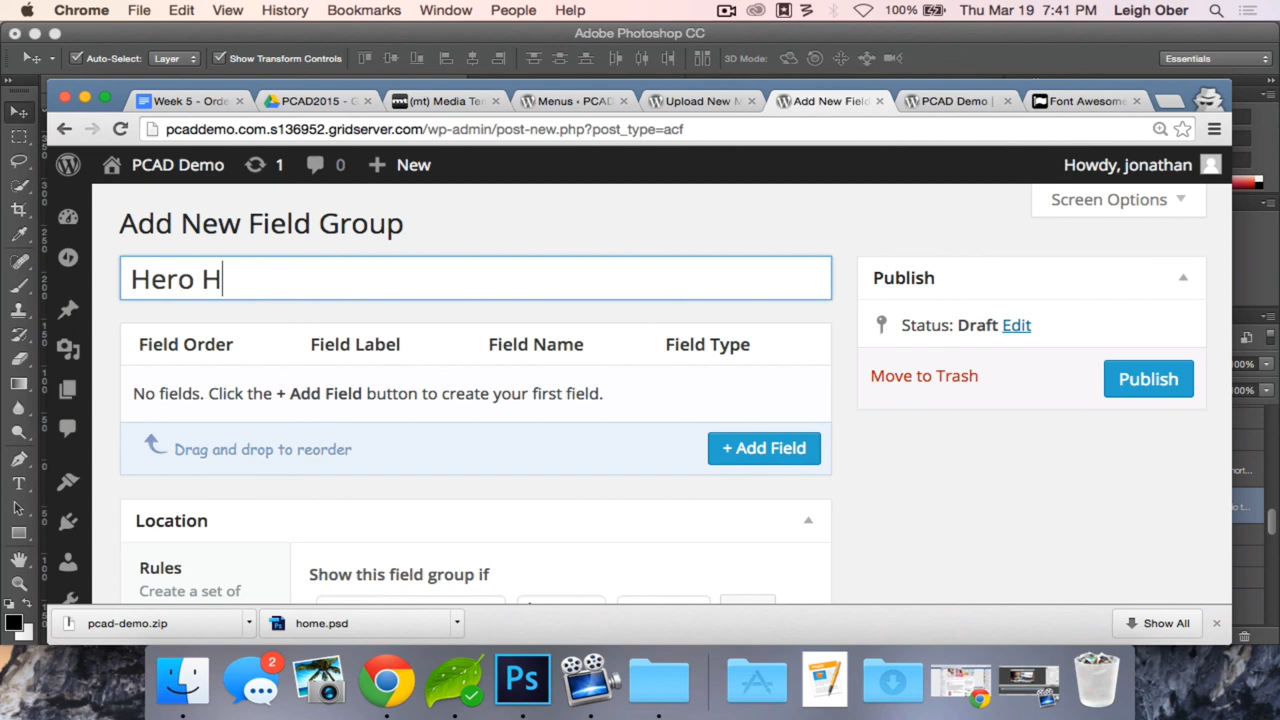 Chrome File Edit View History Bookmarks Window People Help 100% Thu Mar 19 7:41 PM Leigh Ober
Adobe Photoshop CC
Auto-Select: Layer Show Transform Controls 3D Mode: Essentials
Week 5 - Orde PCAD2015 - G (mt) Media Tem Menus • PCAD Upload New M Add New Field PCAD Demo | Font Awesome
pcaddemo.com.s136952.gridserver.com/wp-admin/post-new.php?post_type=acf
PCAD Demo 1 0 + New Howdy, jonathan
Screen Options
Add New Field Group
Hero H
Publish
Status: Draft Edit
Move to Trash Publish
Field Order Field Label Field Name Field Type
No fields. Click the + Add Field button to create your first field.
Drag and drop to reorder + Add Field
Location
Rules
Create a set of
Show this field group if
pcad-demo.zip home.psd Show All
2
Ps